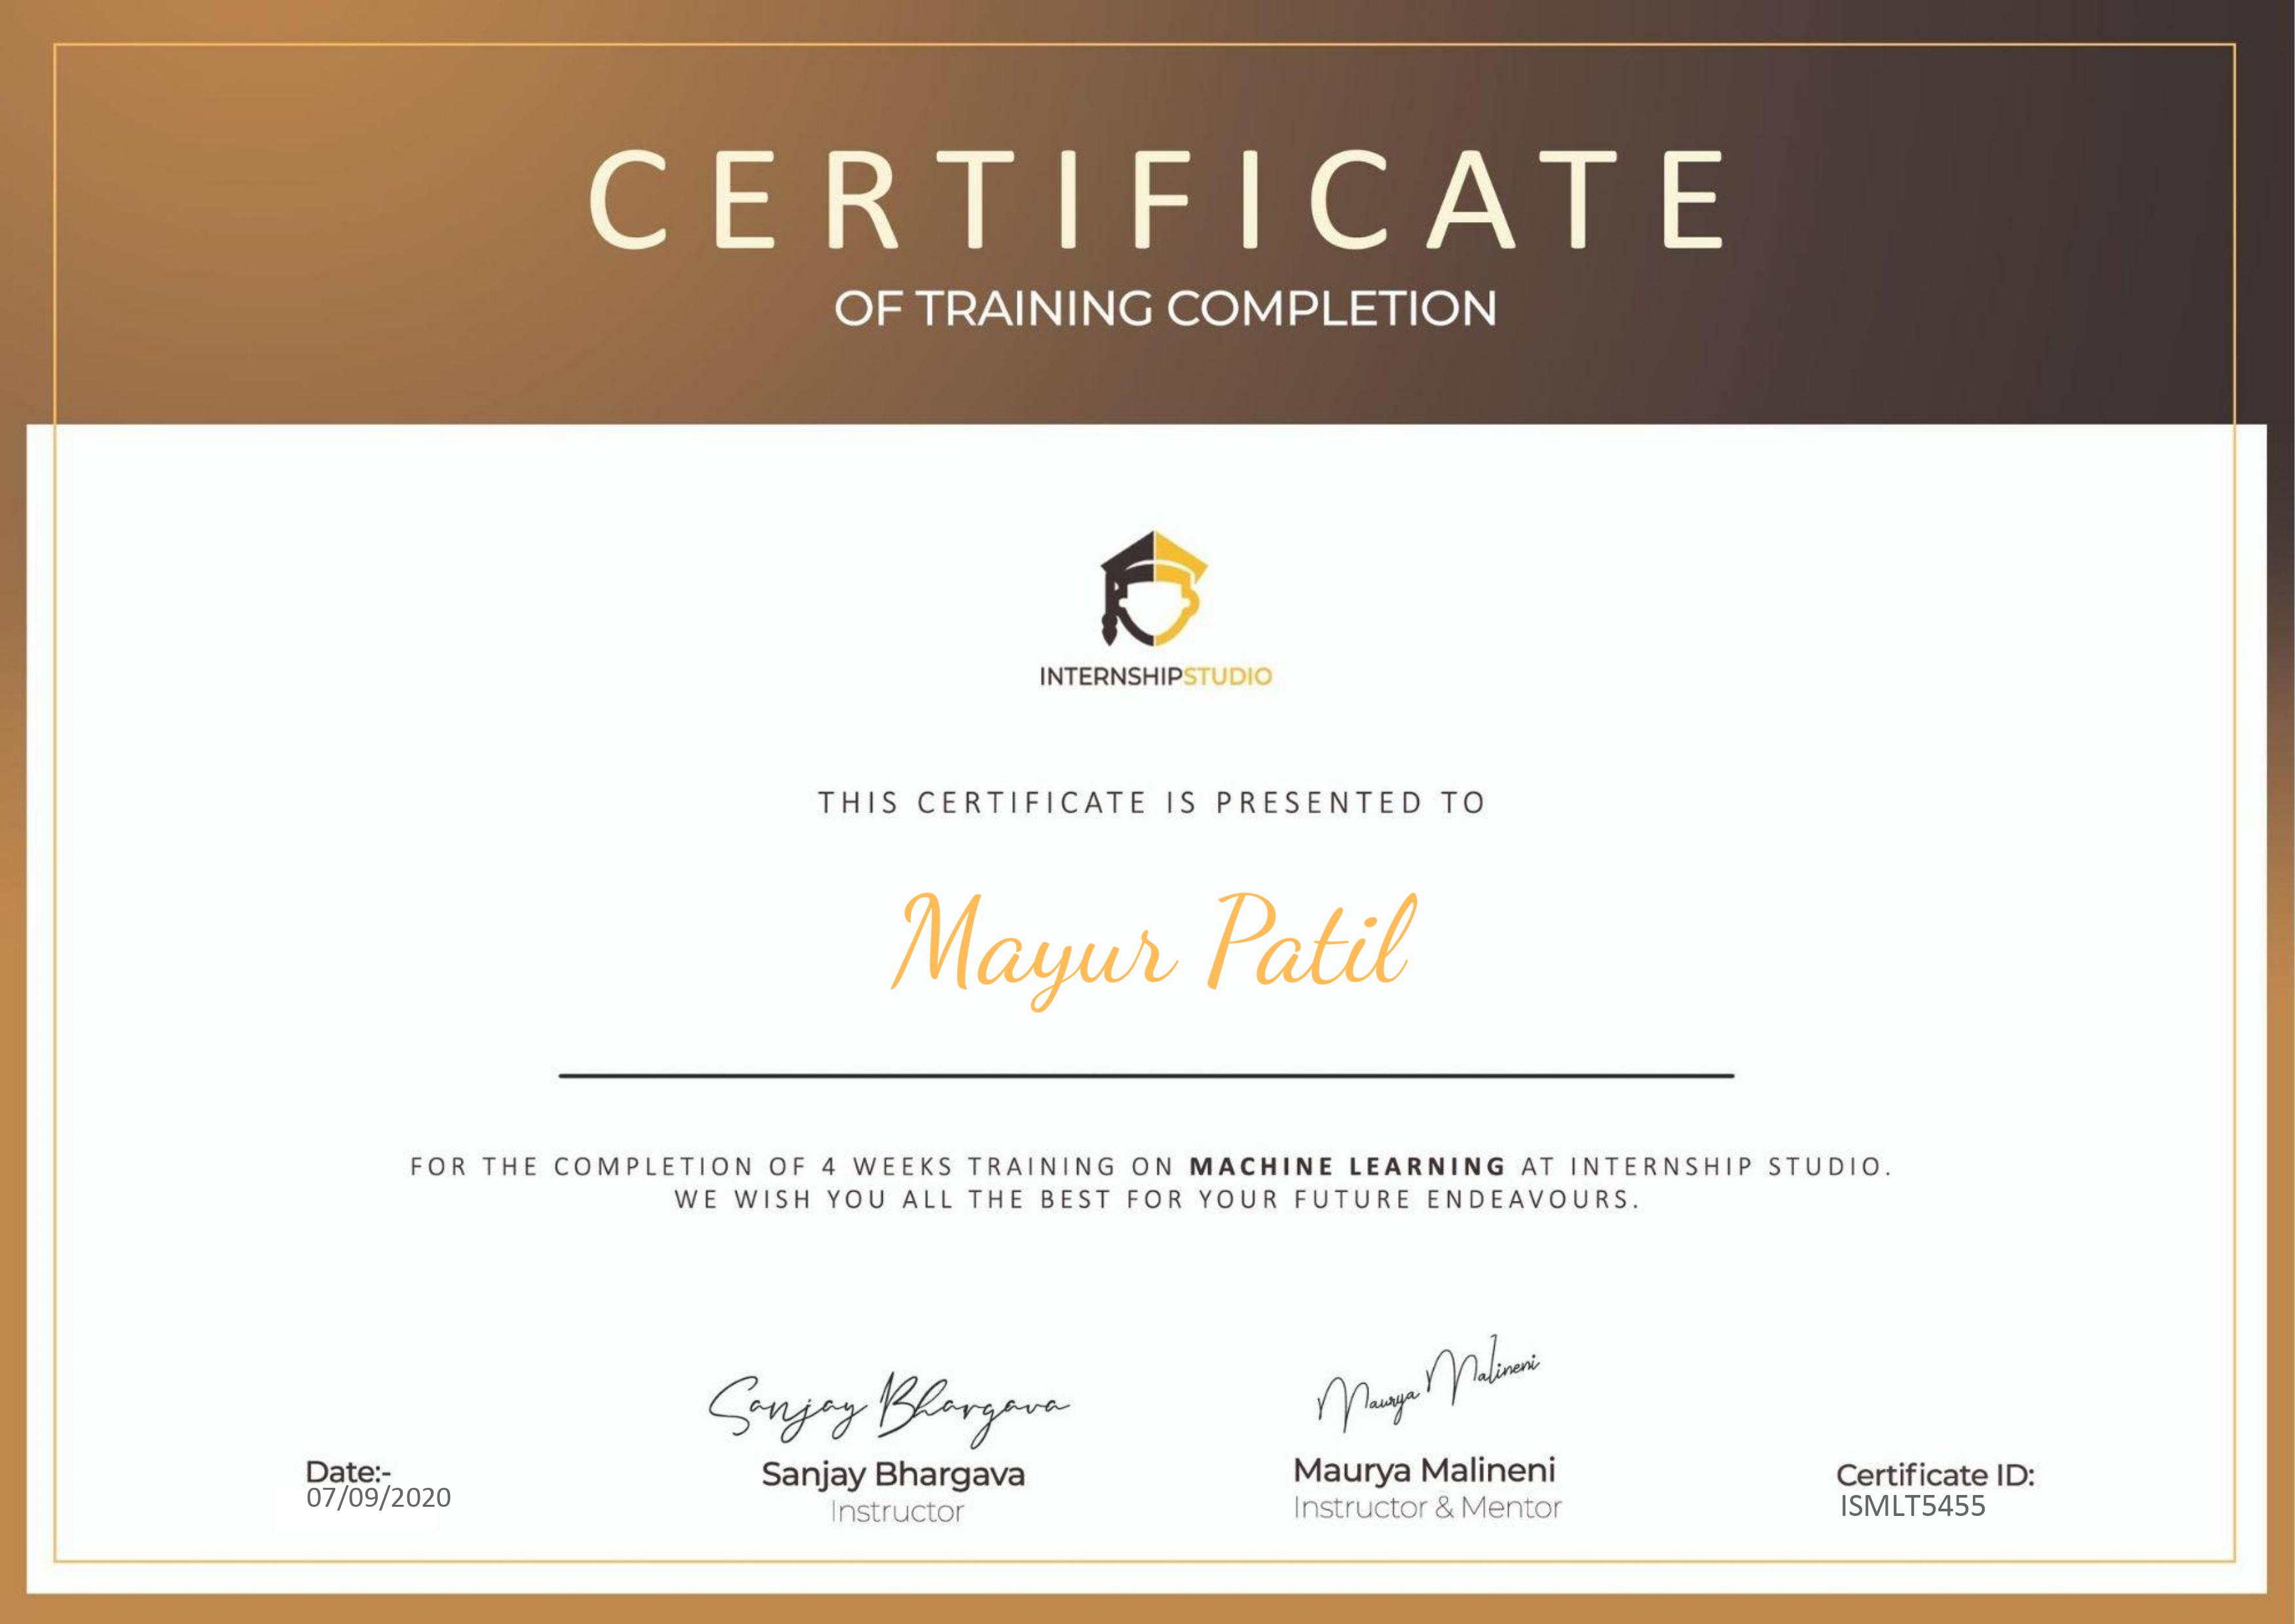 CERTIFICATE
OF TRAINING COMPLETION
INTERNSHIPSTUDIO
THIS CERTIFICATE IS PRESENTED TO
Mayur Patil
FOR THE COMPLETION OF 4 WEEKS TRAINING ON MACHINE LEARNING AT INTERNSHIP STUDIO.
WE WISH YOU ALL THE BEST FOR YOUR FUTURE ENDEAVOURS.
Date:-
07/09/2020
Sanjay Bhargava
Sanjay Bhargava
Instructor
Maurya Malineni
Maurya Malineni
Instructor & Mentor
Certificate ID:
ISMLT5455